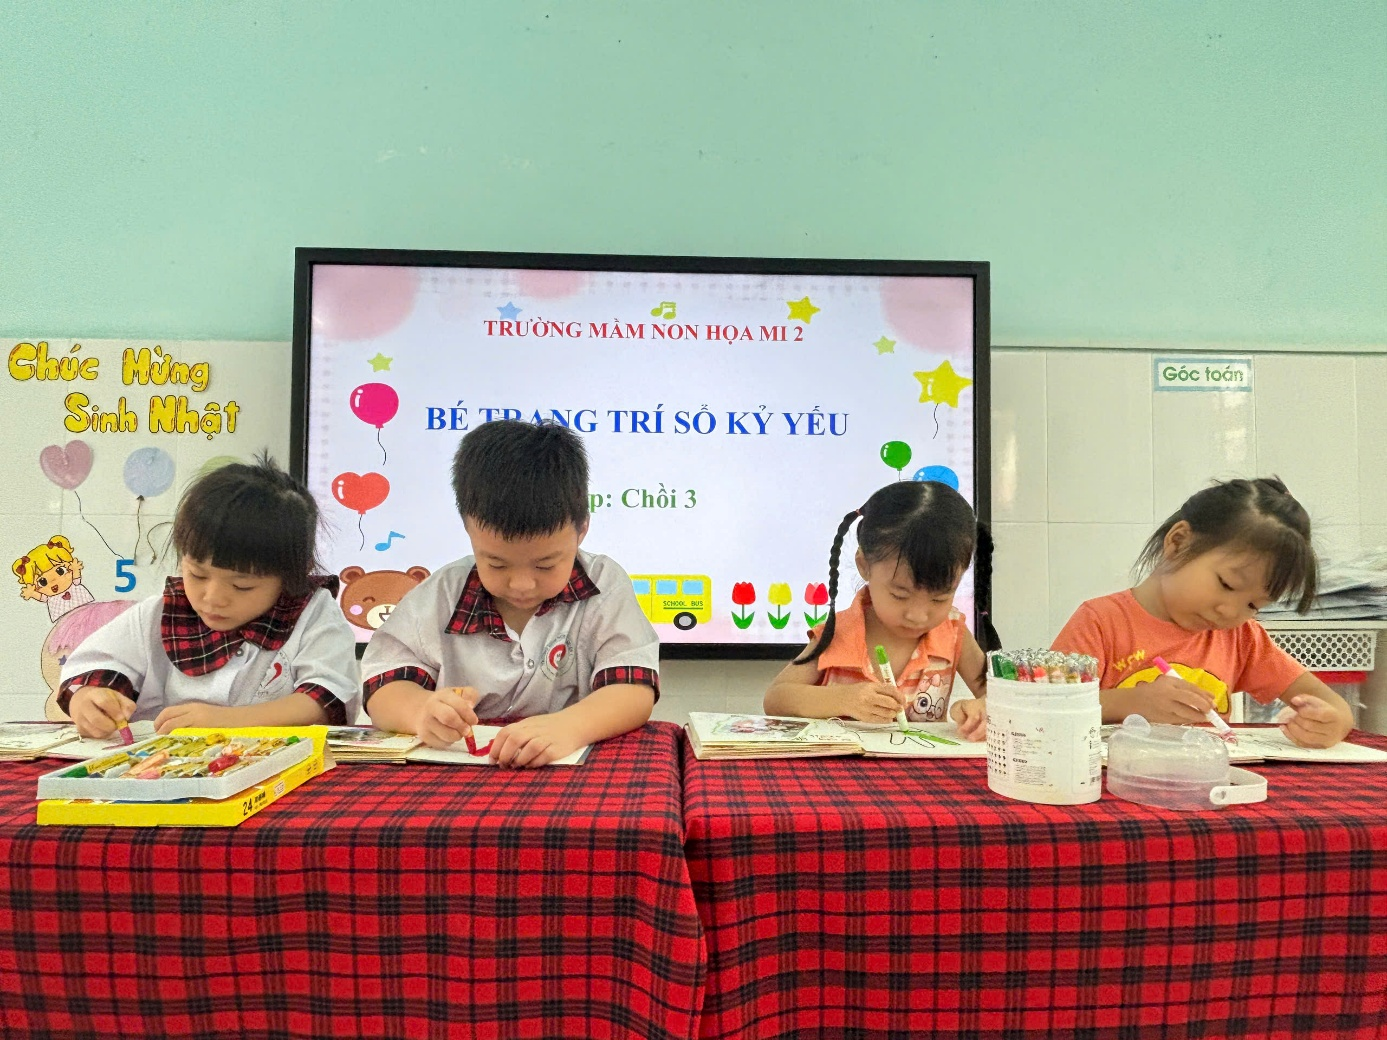 TRƯỜNG MẦM NON HỌA MI 2
BÉ TRANG TRÍ SỔ KỶ YẾU
p: Chồi 3
SCHOOL BUS
Chúc Mừng
Sinh Nhật
5
Góc toán
24